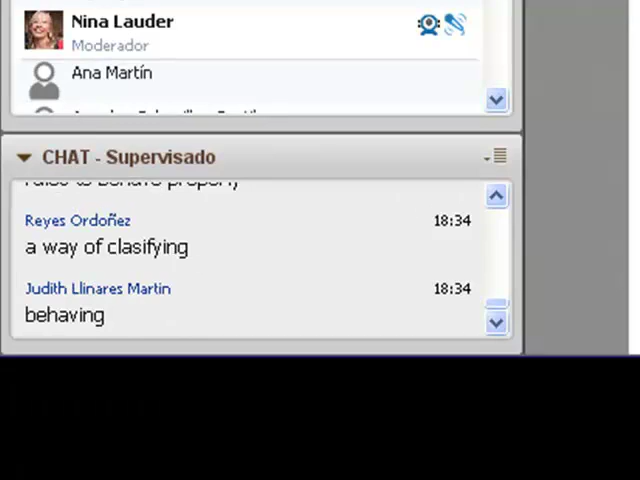 Nina Lauder
Moderador
Ana Martín
CHAT - Supervisado
Reyes Ordoñez 18:34
a way of clasifying
Judith Llinares Martin 18:34
behaving